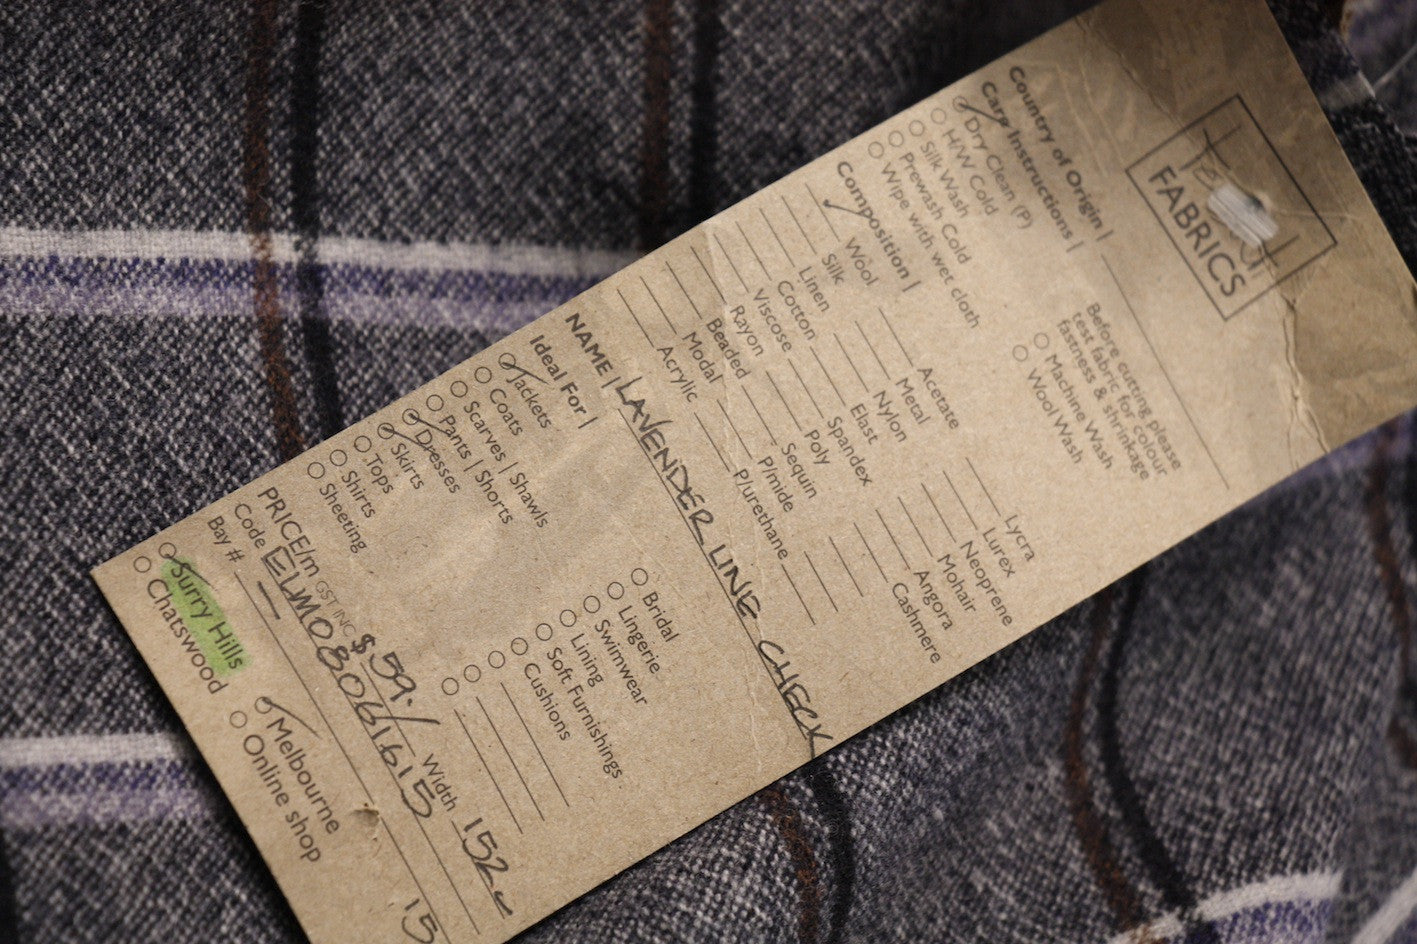 FABRICS
Country of Origin |
Care Instructions |
Dry Clean (P)
H/W Cold
Silk Wash
Prewash Cold
Wipe with wet cloth
Before cutting please
test fabric for colour
fastness & shrinkage
Machine Wash
Wool Wash
Composition |
Wool Acetate Lycra
Silk Metal Lurex
Linen Nylon Neoprene
Cotton Elast Mohair
Viscose Spandex Angora
Rayon Poly Cashmere
Beaded Sequin
Modal P/mide
Acrylic P/urethane
NAME | LAVENDER LINE CHECK
Ideal For |
Jackets Bridal
Coats Lingerie
Scarves | Shawls Swimwear
Pants | Shorts Lining
Dresses Soft Furnishings
Skirts Cushions
Tops
Shirts
Sheeting
PRICE/m GST INC $59./ Width 152
Code ELM08061615
Bay # —
Surry Hills Melbourne
Chatswood Online shop